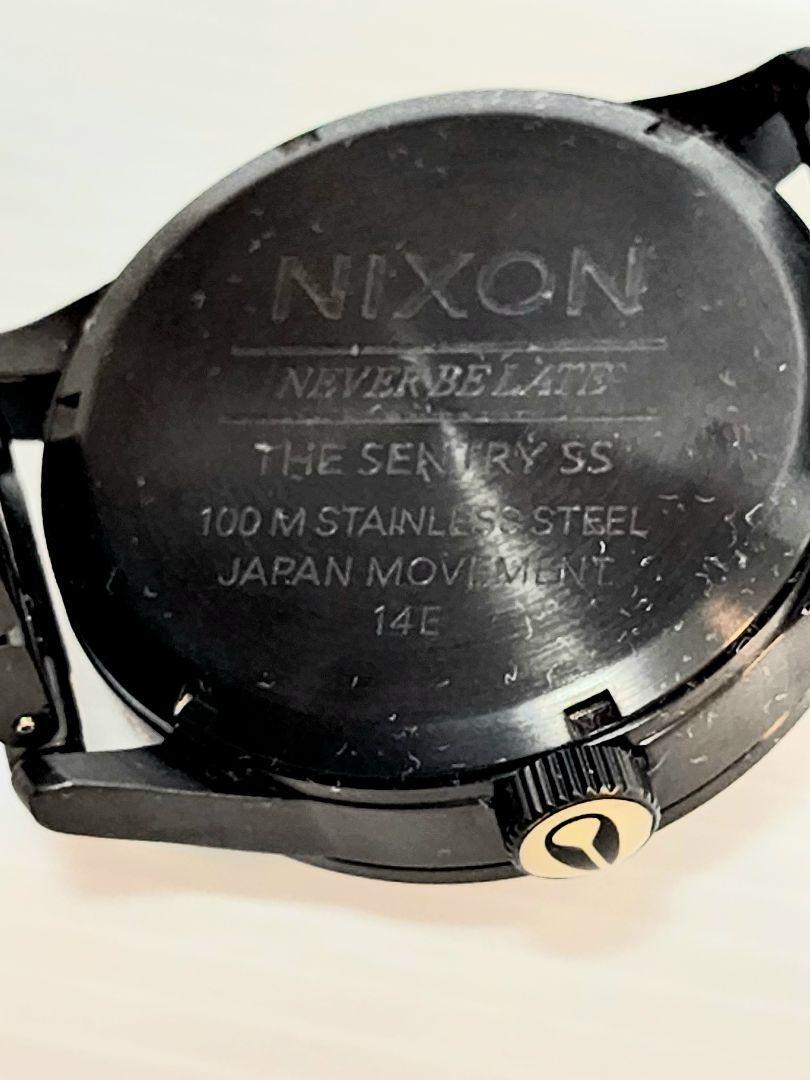 NIXON
NEVER BE LATE
THE SENTRY SS
100 M STAINLESS STEEL
JAPAN MOVEMENT
14E